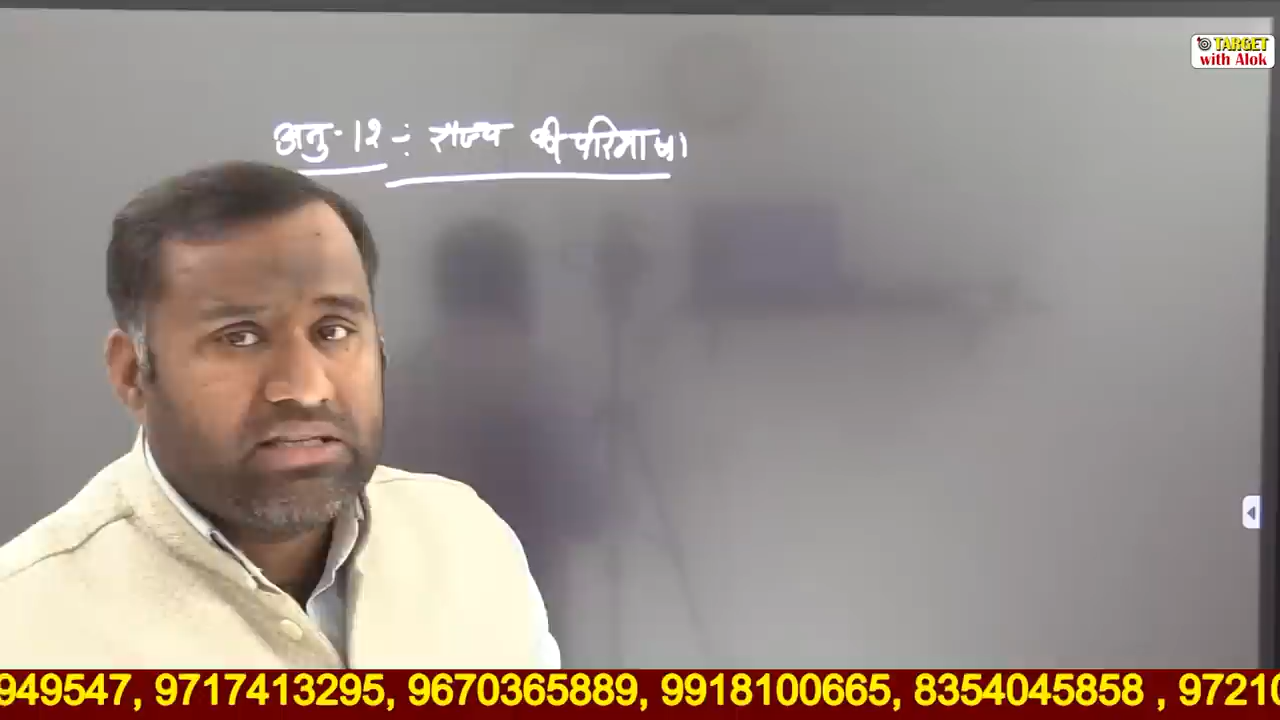 TARGET
with Alok
अनु॰ 12 ÷ राज्य की परिभाषा
949547, 9717413295, 9670365889, 9918100665, 8354045858 , 97210